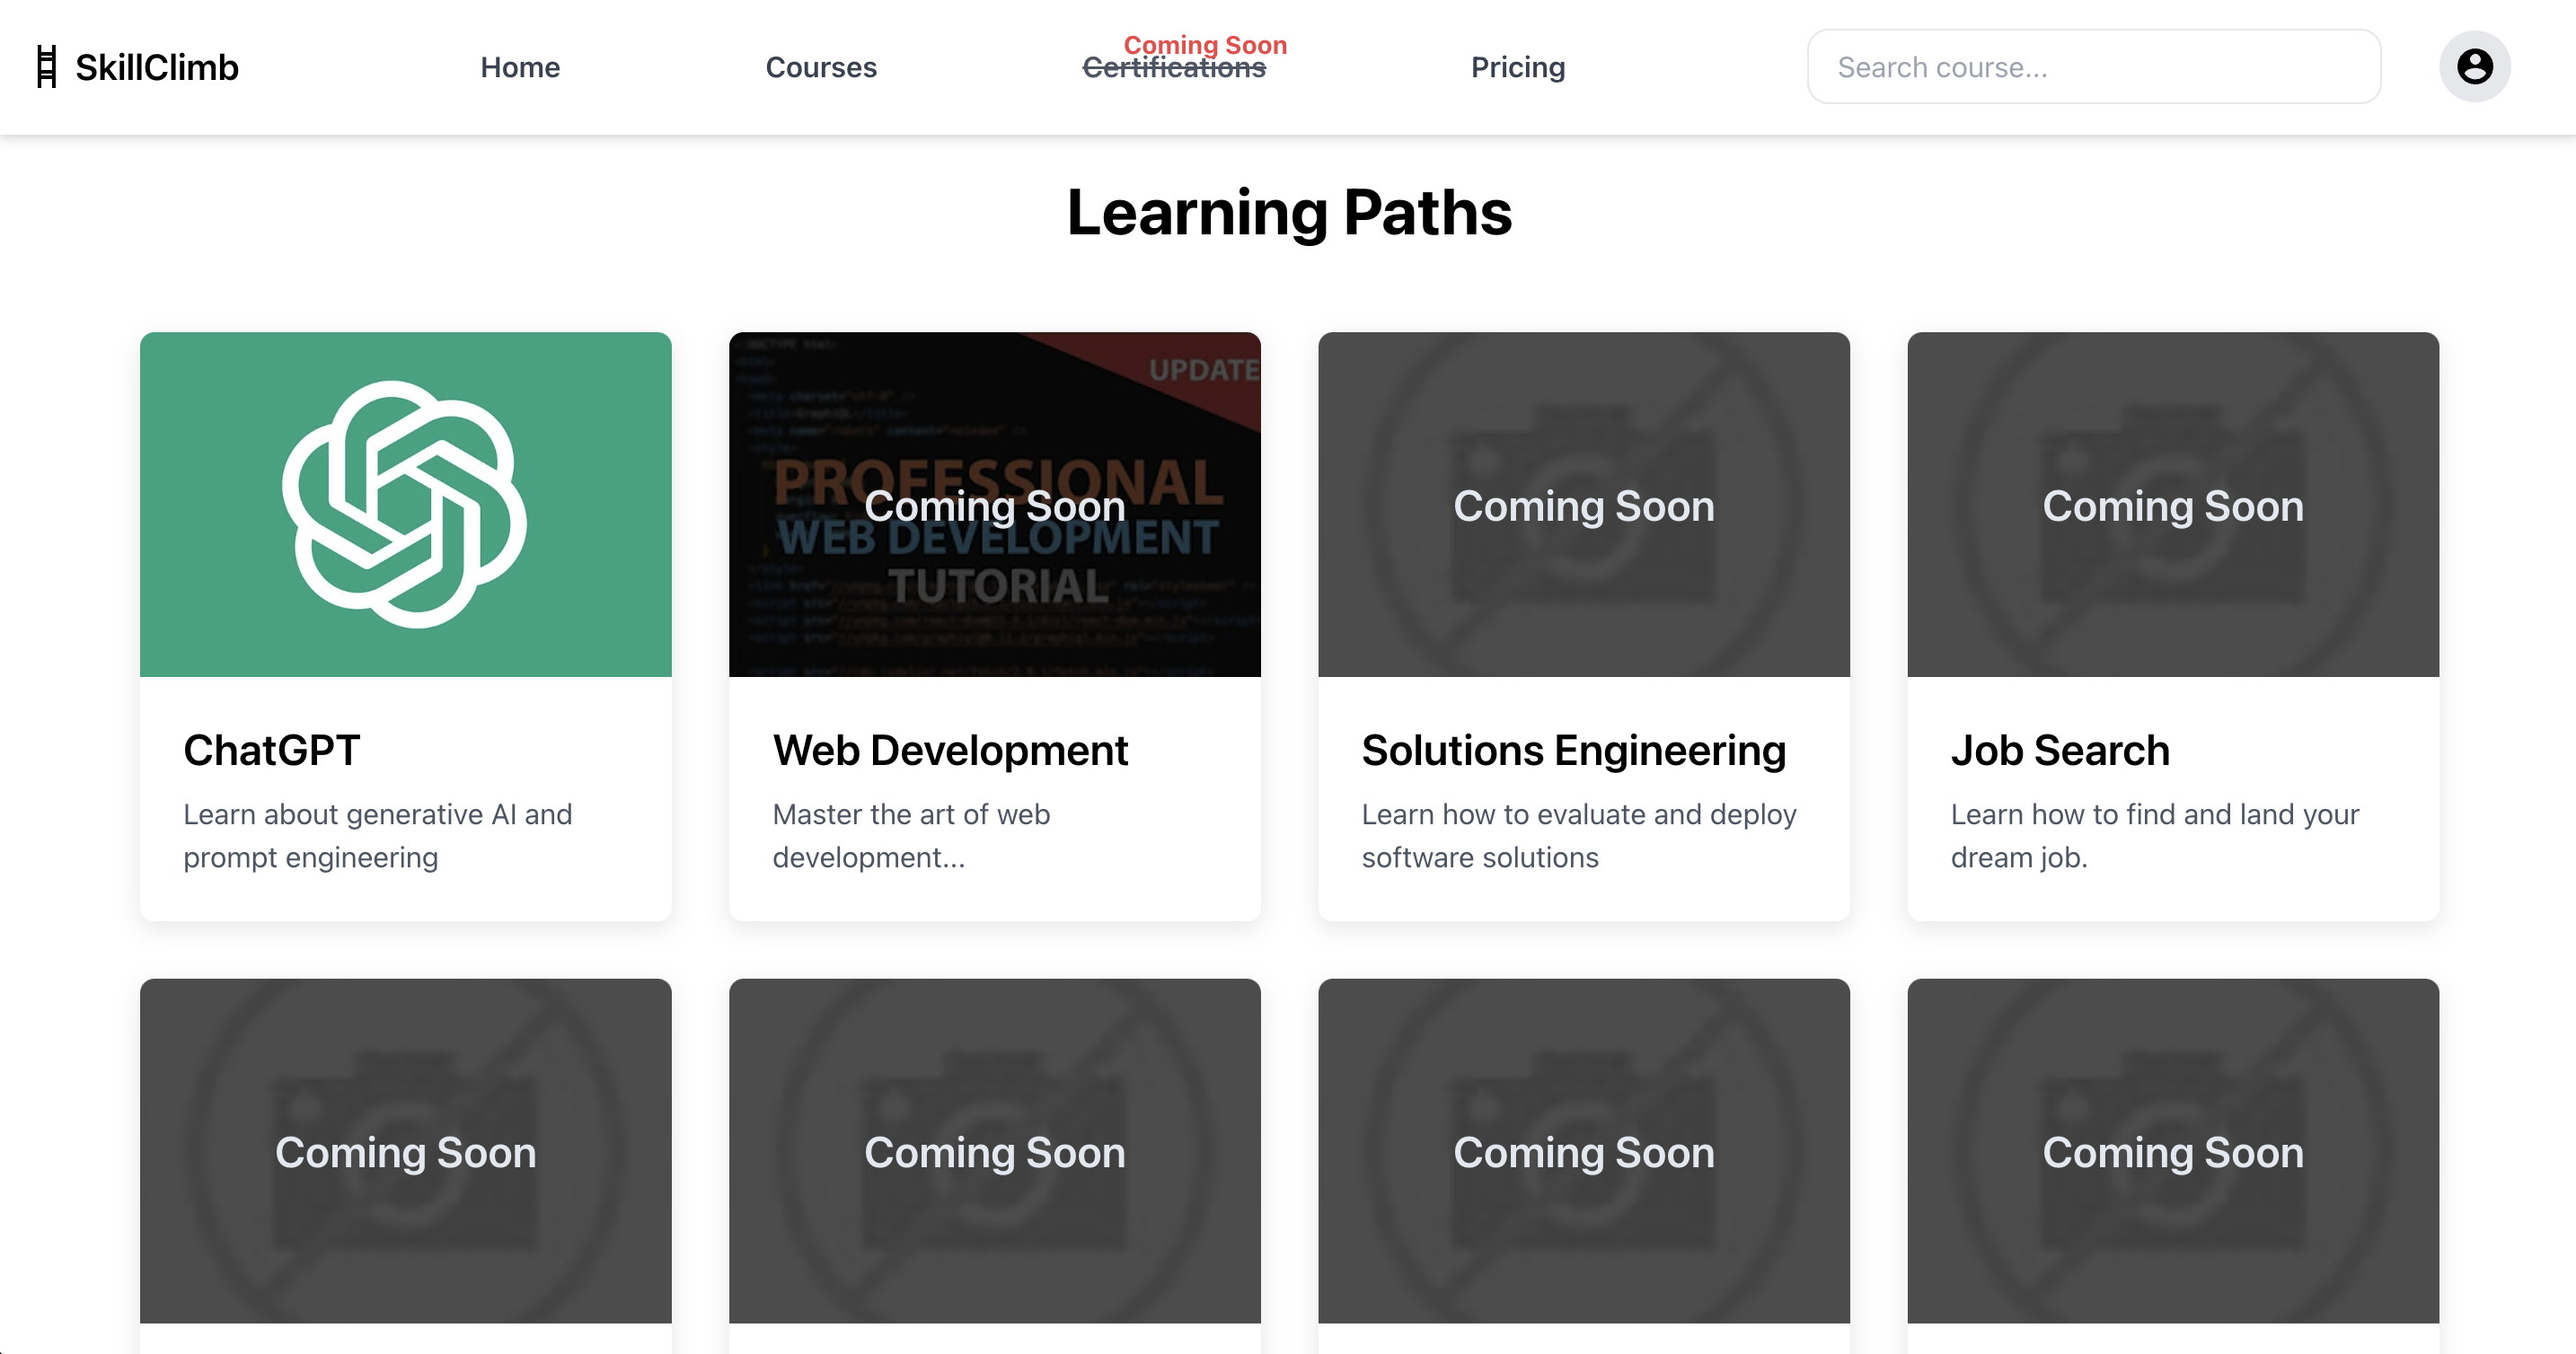 SkillClimb
Home
Courses
Coming Soon
Certifications
Pricing
Search course...
Learning Paths
UPDATE
PROFESSIONAL
Coming Soon
WEB DEVELOPMENT
TUTORIAL
Coming Soon
Coming Soon
ChatGPT
Learn about generative AI and
prompt engineering
Web Development
Master the art of web
development...
Solutions Engineering
Learn how to evaluate and deploy
software solutions
Job Search
Learn how to find and land your
dream job.
Coming Soon
Coming Soon
Coming Soon
Coming Soon